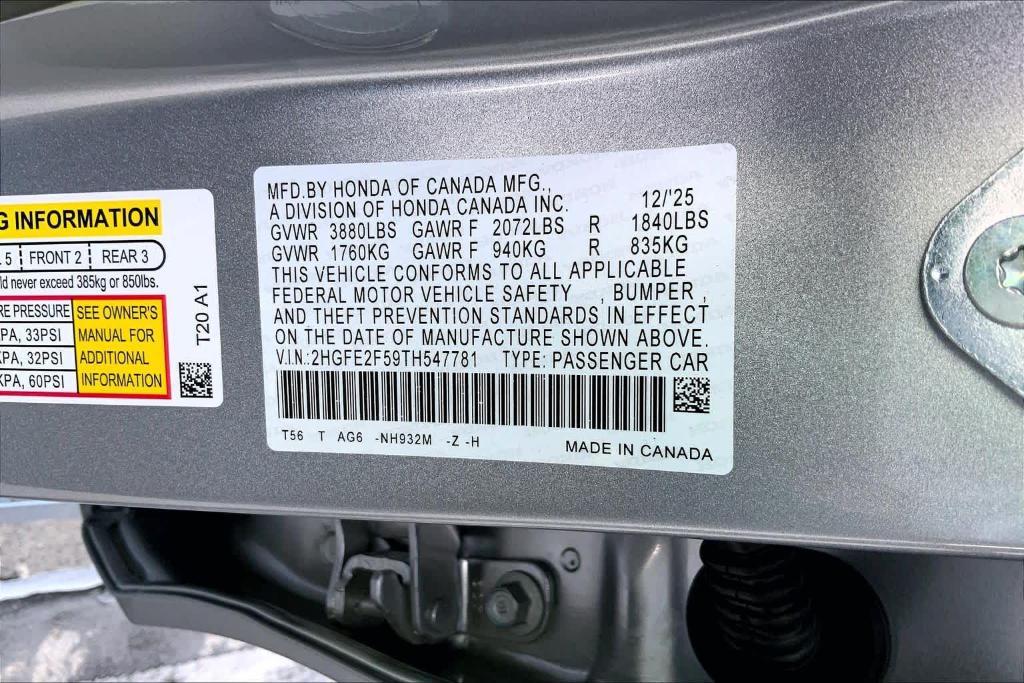 G INFORMATION
5 FRONT 2 REAR 3
ld never exceed 385kg or 850lbs.
RE PRESSURE SEE OWNER'S
KPA, 33PSI MANUAL FOR
KPA, 32PSI ADDITIONAL
KPA, 60PSI INFORMATION
T20 A1
MFD.BY HONDA OF CANADA MFG.,
A DIVISION OF HONDA CANADA INC. 12/'25
GVWR 3880LBS GAWR F 2072LBS R 1840LBS
GVWR 1760KG GAWR F 940KG R 835KG
THIS VEHICLE CONFORMS TO ALL APPLICABLE
FEDERAL MOTOR VEHICLE SAFETY , BUMPER ,
AND THEFT PREVENTION STANDARDS IN EFFECT
ON THE DATE OF MANUFACTURE SHOWN ABOVE.
V.I.N.:2HGFE2F59TH547781 TYPE: PASSENGER CAR
T56 T AG6 -NH932M -Z -H
MADE IN CANADA